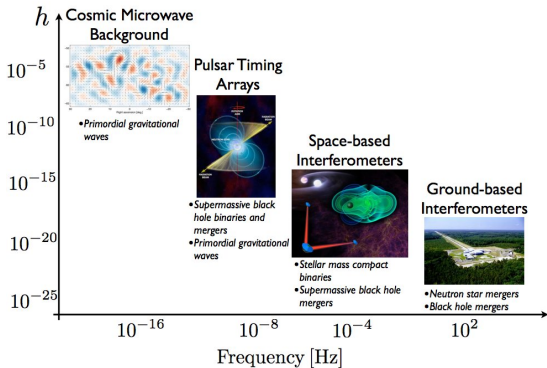 h
Cosmic Microwave
Background
•Primordial gravitational
waves
Pulsar Timing
Arrays
•Supermassive black
hole binaries and
mergers
•Primordial gravitational
waves
Space-based
Interferometers
•Stellar mass compact
binaries
•Supermassive black hole
mergers
Ground-based
Interferometers
•Neutron star mergers
•Black hole mergers
10⁻⁵
10⁻¹⁰
10⁻¹⁵
10⁻²⁰
10⁻²⁵
10⁻¹⁶
10⁻⁸
10⁻⁴
10²
Frequency [Hz]